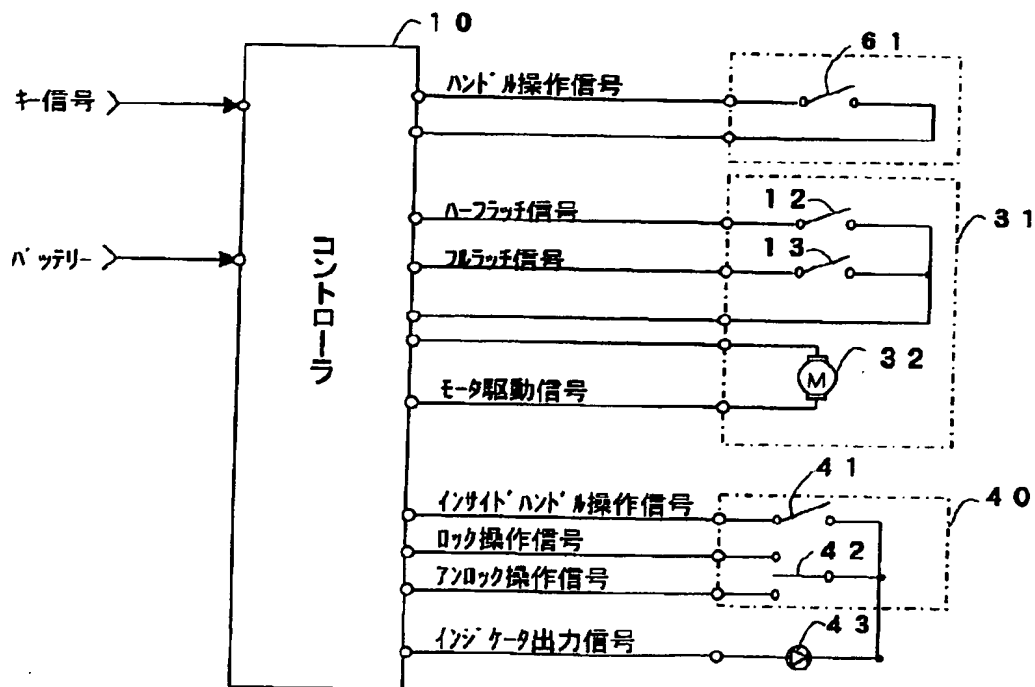 10
61
キー信号
ハンドル操作信号
12
31
ハーフラッチ信号
バッテリー
13
フルラッチ信号
コントローラ
32
M
モータ駆動信号
41
40
インサイドハンドル操作信号
ロック操作信号
42
アンロック操作信号
43
インジケータ出力信号